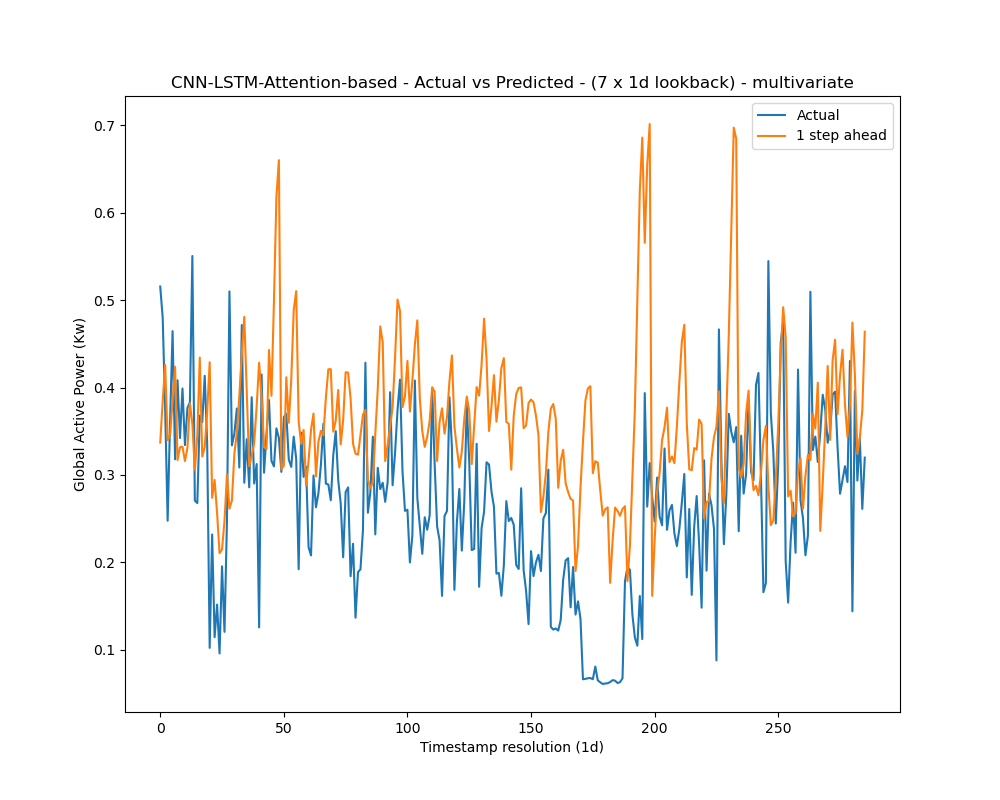 CNN-LSTM-Attention-based - Actual vs Predicted - (7 x 1d lookback) - multivariate
Actual
1 step ahead
Global Active Power (Kw)
0.7
0.6
0.5
0.4
0.3
0.2
0.1
0 50 100 150 200 250
Timestamp resolution (1d)